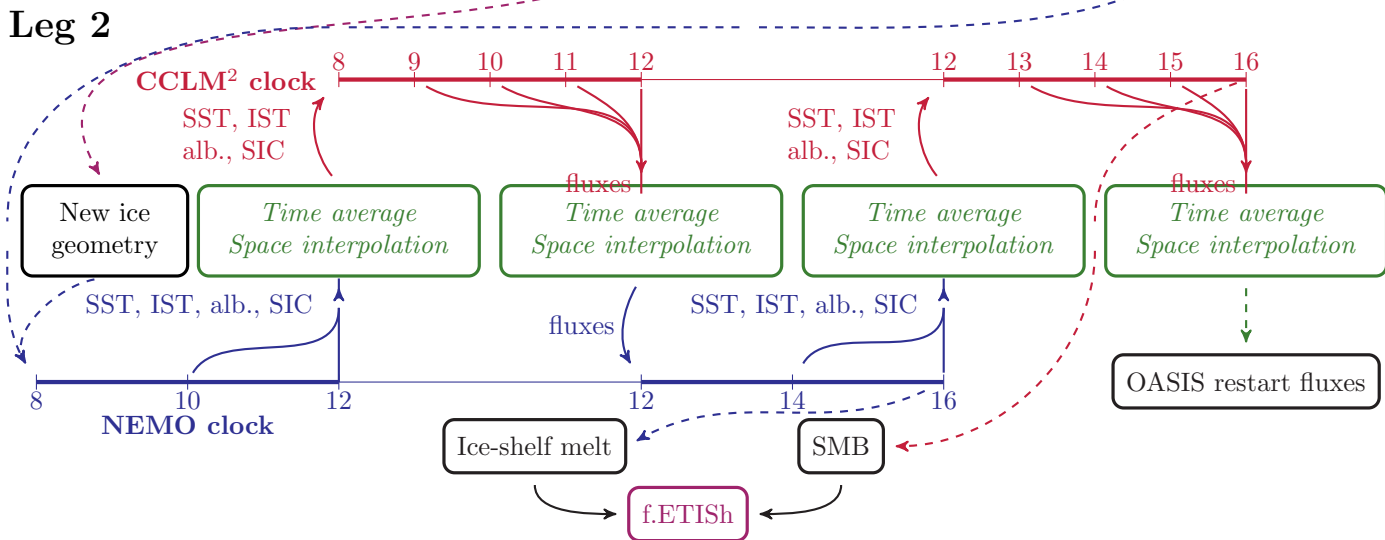 Leg 2
8 9 10 11 12 12 13 14 15 16
CCLM² clock
SST, IST
alb., SIC
SST, IST
alb., SIC
fluxes
fluxes
New ice
geometry
Time average
Space interpolation
Time average
Space interpolation
Time average
Space interpolation
Time average
Space interpolation
SST, IST, alb., SIC
fluxes
SST, IST, alb., SIC
OASIS restart fluxes
8 10 12 12 14 16
NEMO clock
Ice-shelf melt
SMB
f.ETISh